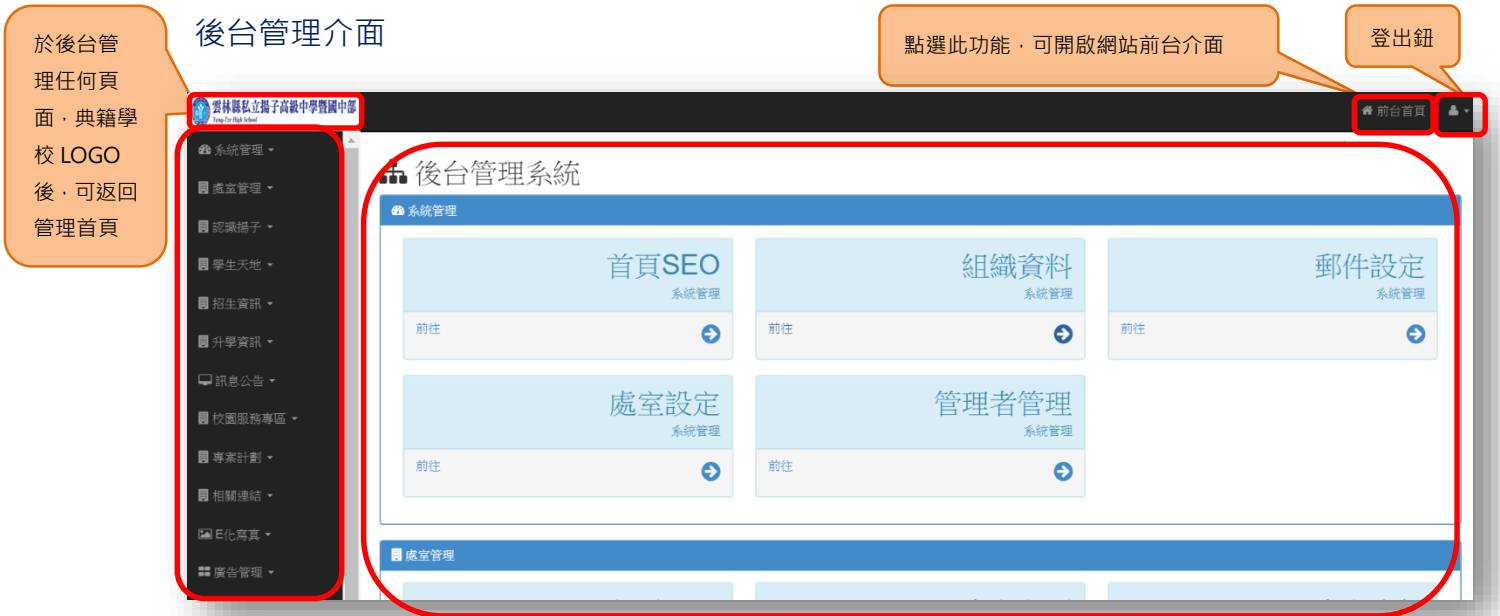 後台管理介面
於後台管
理任何頁
面，典籍學
校 LOGO
後，可返回
管理首頁
點選此功能，可開啟網站前台介面
登出鈕
雲林縣私立揚子高級中學暨國中部
Yang-Tze High School
前台首頁
系統管理
處室管理
認識揚子
學生天地
招生資訊
升學資訊
訊息公告
校園服務專區
專案計劃
相關連結
E化寫真
廣告管理
後台管理系統
系統管理
首頁SEO
系統管理
前往
組織資料
系統管理
前往
郵件設定
系統管理
前往
處室設定
系統管理
前往
管理者管理
系統管理
前往
處室管理